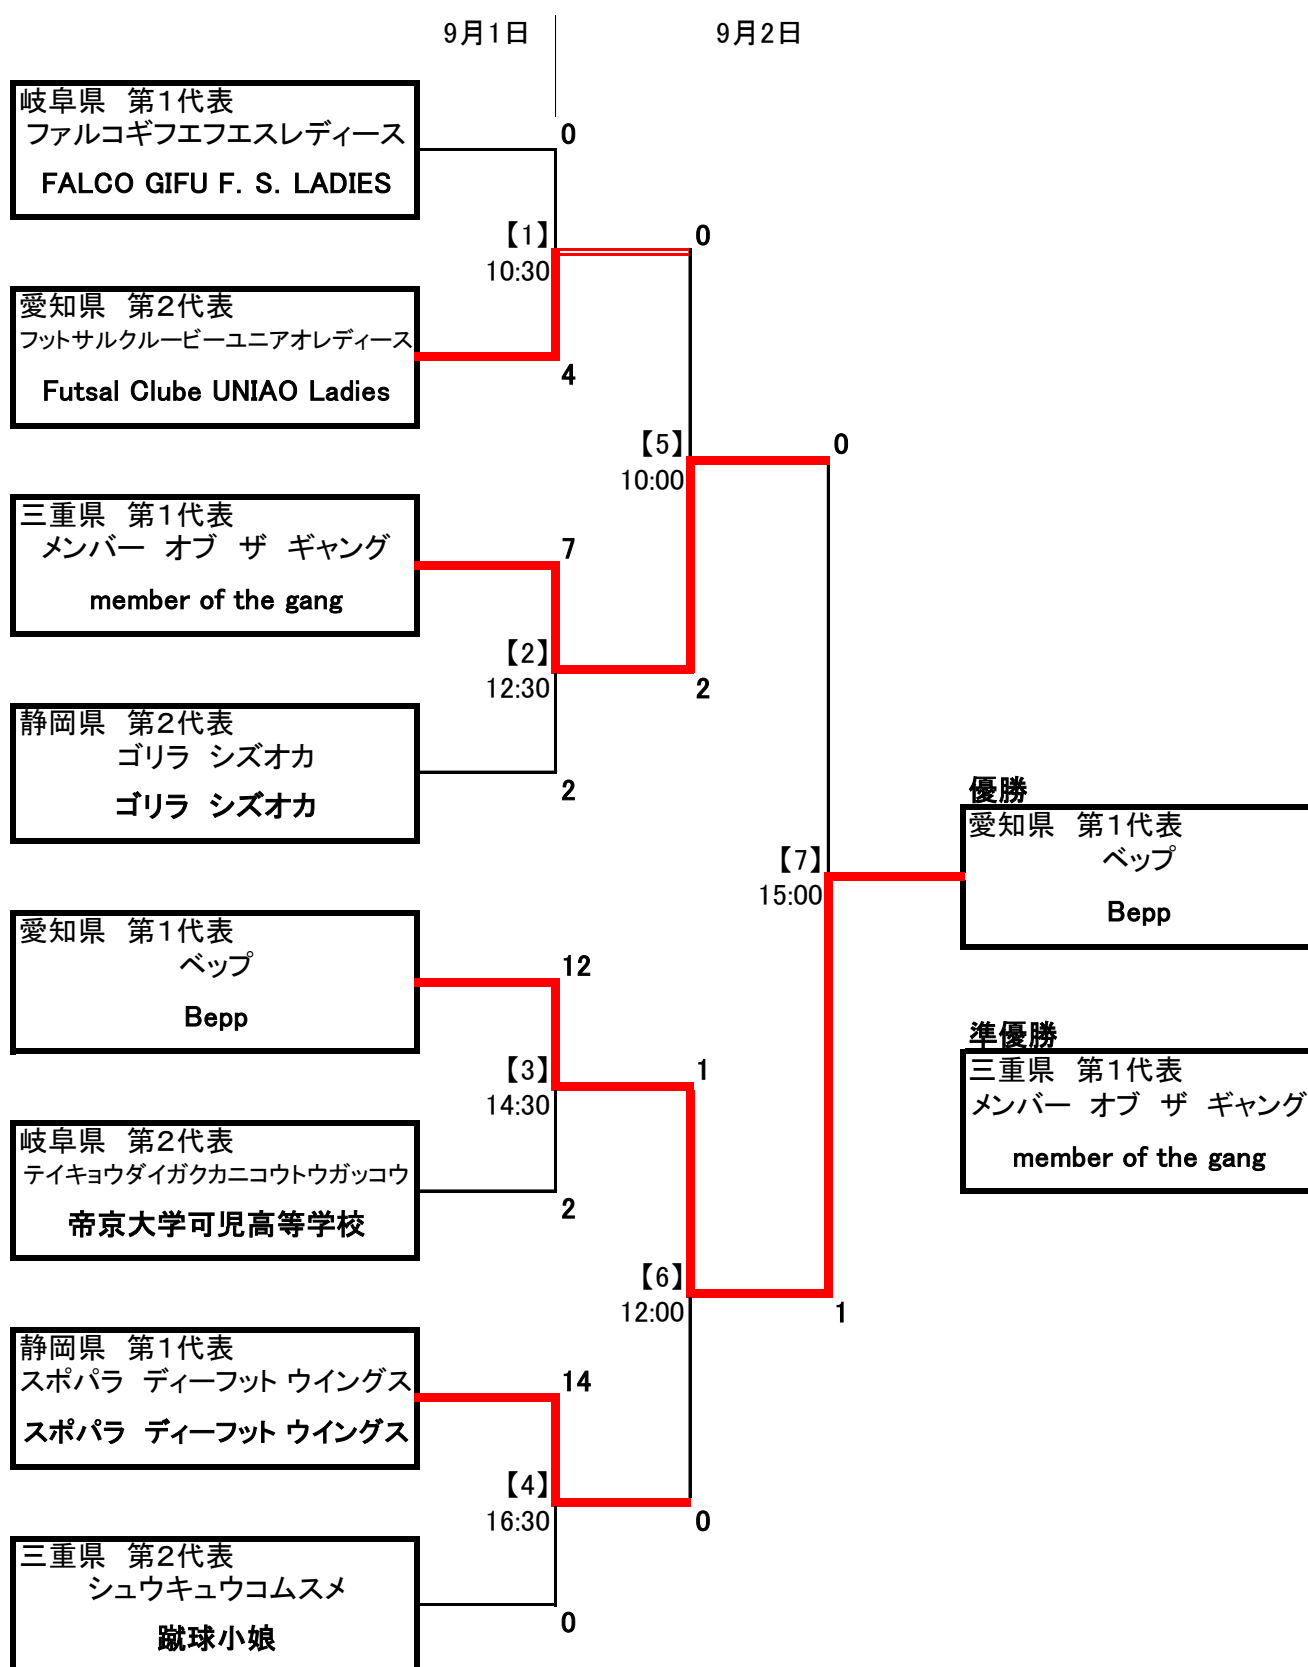 9月1日
9月2日
岐阜県　第1代表
ファルコギフエフエスレディース
FALCO GIFU F. S. LADIES
0
【1】
10:30
0
愛知県　第2代表
フットサルクルービーユニアオレディース
Futsal Clube UNIAO Ladies
4
【5】
10:00
0
三重県　第1代表
メンバー　オブ　ザ　ギャング
member of the gang
7
【2】
12:30
2
静岡県　第2代表
ゴリラ　シズオカ
ゴリラ　シズオカ
2
優勝
愛知県　第1代表
ベップ
Bepp
【7】
15:00
愛知県　第1代表
ベップ
Bepp
12
【3】
14:30
1
準優勝
三重県　第1代表
メンバー　オブ　ザ　ギャング
member of the gang
岐阜県　第2代表
テイキョウダイガクカニコウトウガッコウ
帝京大学可児高等学校
2
【6】
12:00
1
静岡県　第1代表
スポパラ　ディーフット ウイングス
スポパラ　ディーフット ウイングス
14
【4】
16:30
0
三重県　第2代表
シュウキュウコムスメ
蹴球小娘
0